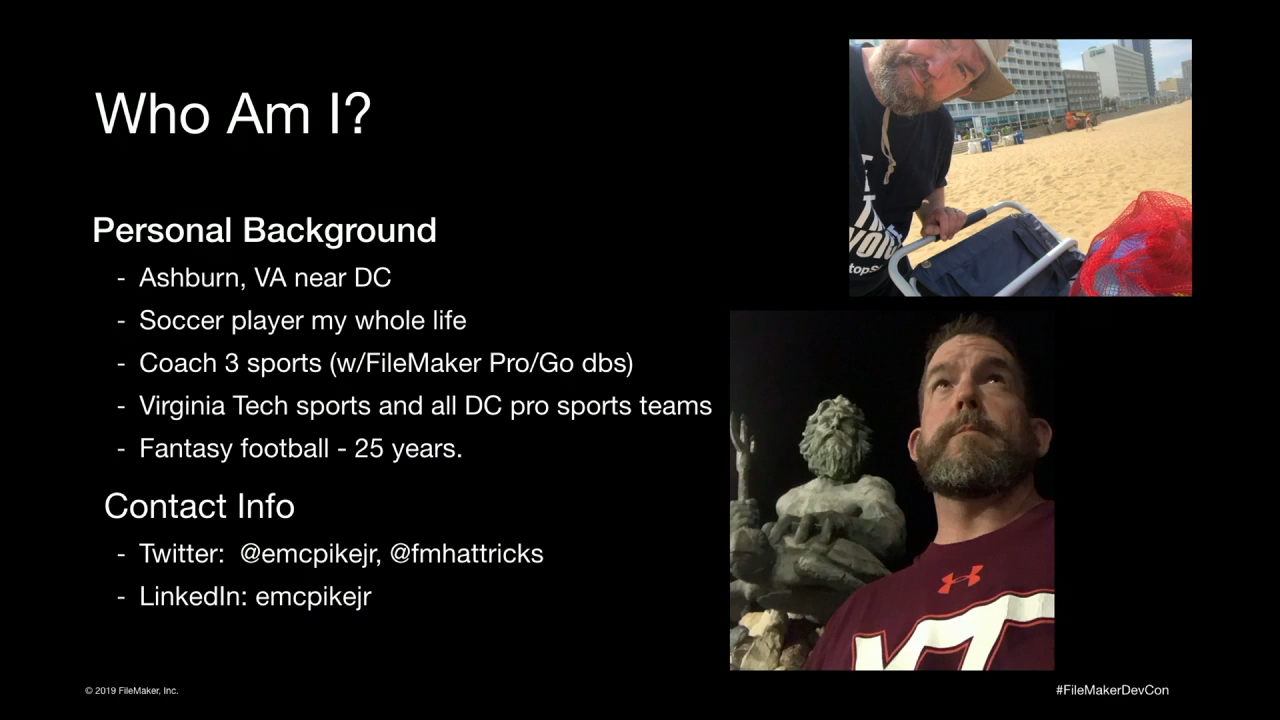 Who Am I?
Personal Background
- Ashburn, VA near DC
- Soccer player my whole life
- Coach 3 sports (w/FileMaker Pro/Go dbs)
- Virginia Tech sports and all DC pro sports teams
- Fantasy football - 25 years.
Contact Info
- Twitter: @emcpikejr, @fmhattricks
- LinkedIn: emcpikejr
© 2019 FileMaker, Inc.
#FileMakerDevCon